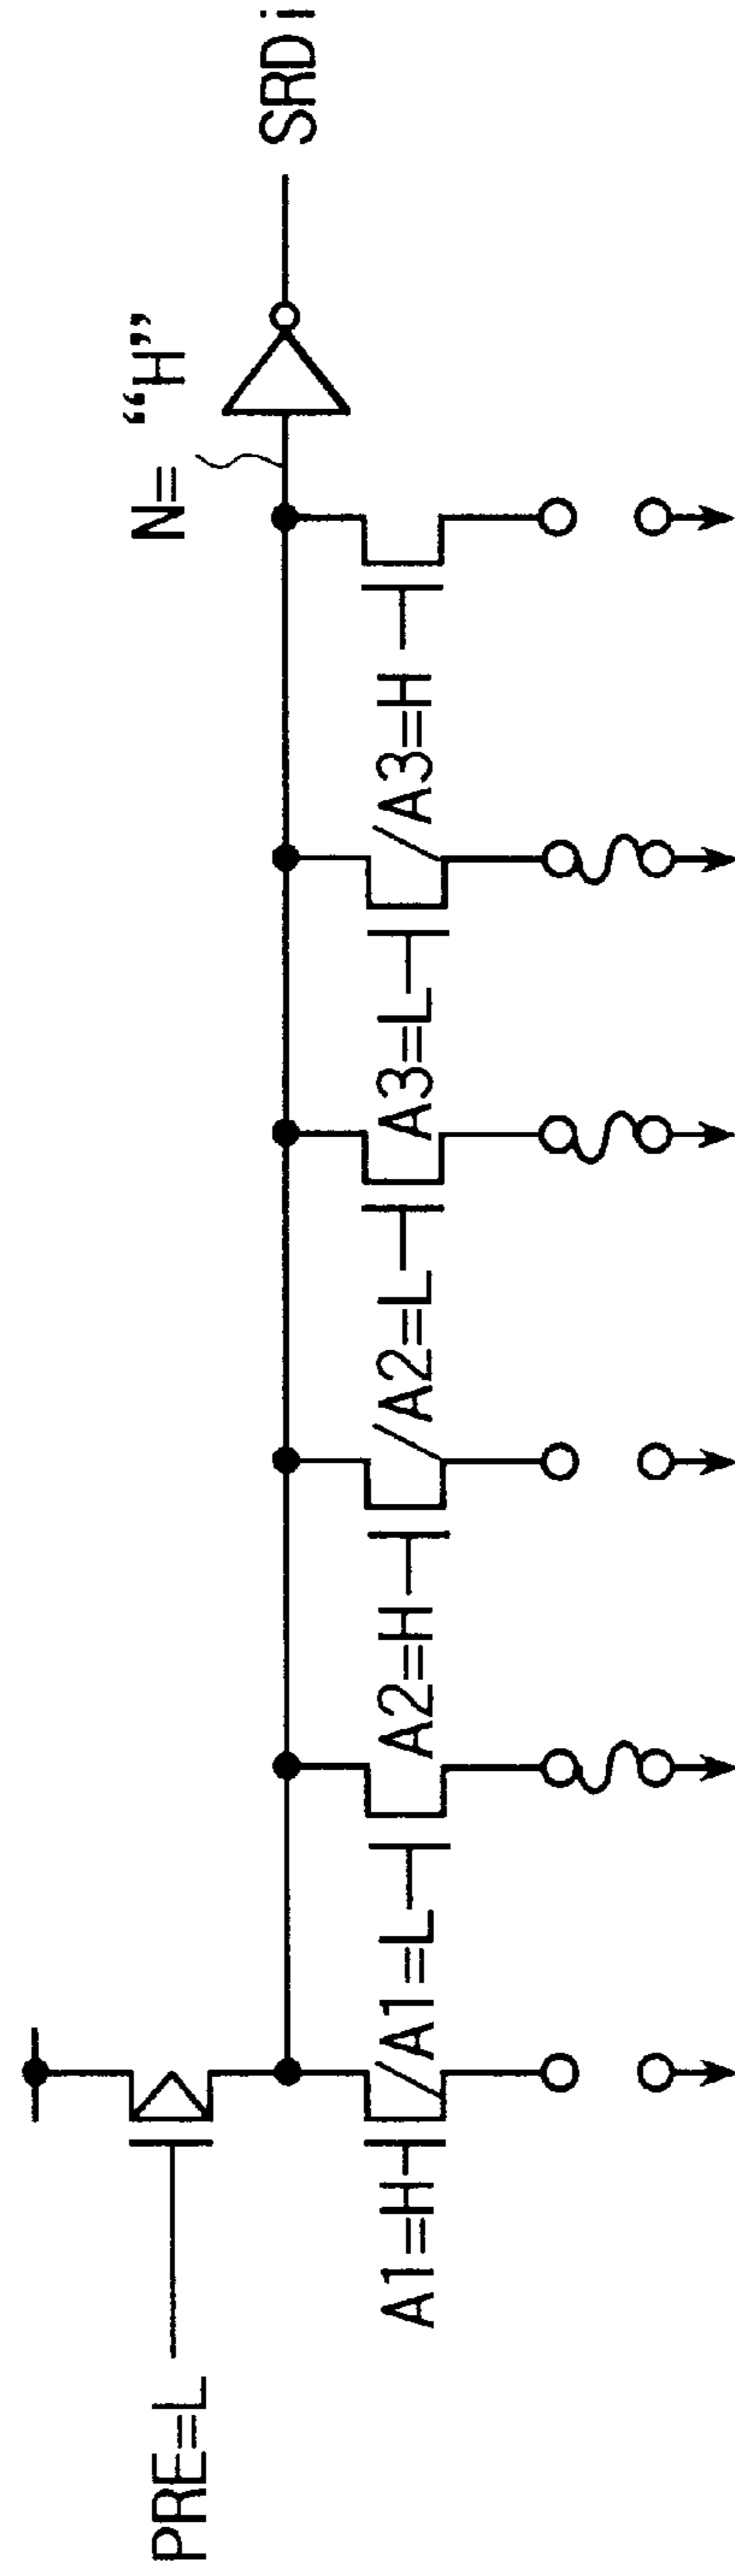 PRE=L
N= “H”
SRDi
A1=H
/A1=L
A2=H
/A2=L
A3=L
/A3=H